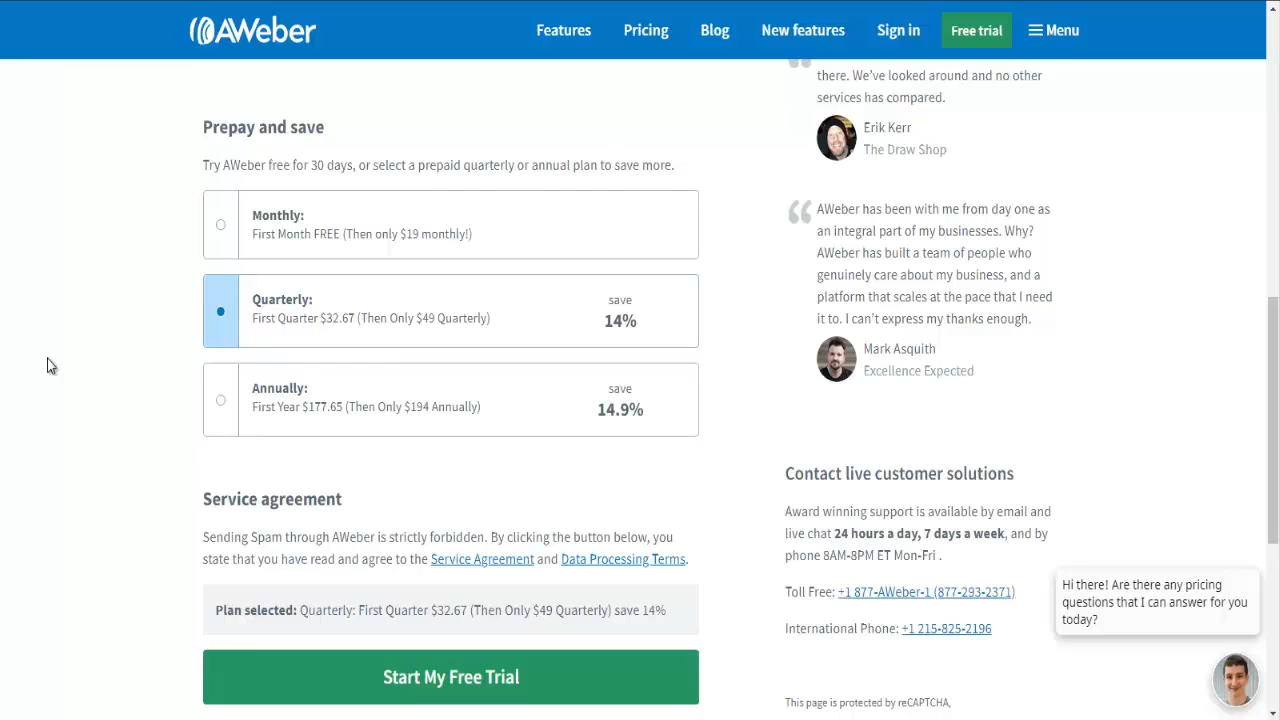 AWeber
Features
Pricing
Blog
New features
Sign in
Free trial
Menu
Prepay and save
Try AWeber free for 30 days, or select a prepaid quarterly or annual plan to save more.
Monthly:
First Month FREE (Then only $19 monthly!)
Quarterly:
First Quarter $32.67 (Then Only $49 Quarterly)
save
14%
Annually:
First Year $177.65 (Then Only $194 Annually)
save
14.9%
Service agreement
Sending Spam through AWeber is strictly forbidden. By clicking the button below, you
state that you have read and agree to the Service Agreement and Data Processing Terms.
Plan selected: Quarterly: First Quarter $32.67 (Then Only $49 Quarterly) save 14%
Start My Free Trial
there. We've looked around and no other
services has compared.
Erik Kerr
The Draw Shop
AWeber has been with me from day one as
an integral part of my businesses. Why?
AWeber has built a team of people who
genuinely care about my business, and a
platform that scales at the pace that I need
it to. I can't express my thanks enough.
Mark Asquith
Excellence Expected
Contact live customer solutions
Award winning support is available by email and
live chat 24 hours a day, 7 days a week, and by
phone 8AM-8PM ET Mon-Fri .
Toll Free: +1 877-AWeber-1 (877-293-2371)
International Phone: +1 215-825-2196
Hi there! Are there any pricing
questions that I can answer for you
today?
This page is protected by reCAPTCHA,